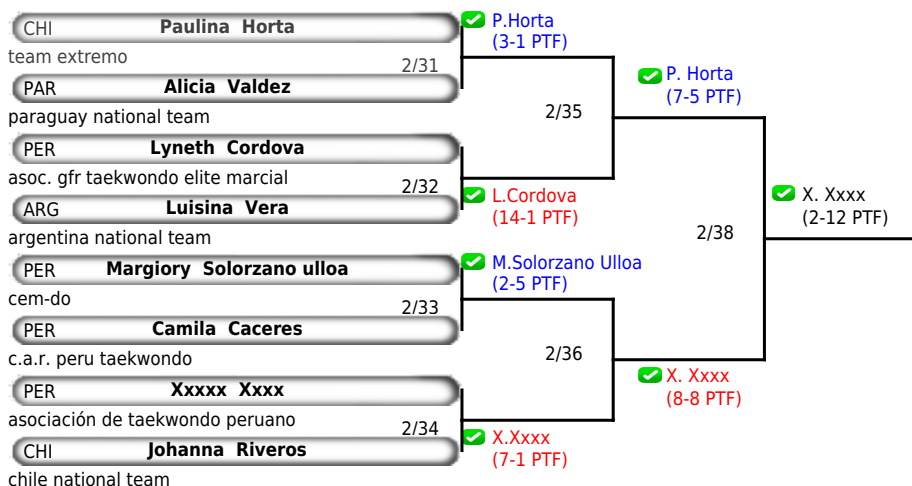 CHI Paulina Horta
team extremo
2/31
PAR Alicia Valdez
paraguay national team
PER Lyneth Cordova
asoc. gfr taekwondo elite marcial
2/32
ARG Luisina Vera
argentina national team
PER Margiory Solorzano ulloa
cem-do
2/33
PER Camila Caceres
c.a.r. peru taekwondo
PER Xxxxx Xxxx
asociación de taekwondo peruano
2/34
CHI Johanna Riveros
chile national team
P.Horta
(3-1 PTF)
2/35
L.Cordova
(14-1 PTF)
M.Solorzano Ulloa
(2-5 PTF)
2/36
X.Xxxx
(7-1 PTF)
P. Horta
(7-5 PTF)
2/38
X. Xxxx
(8-8 PTF)
X. Xxxx
(2-12 PTF)